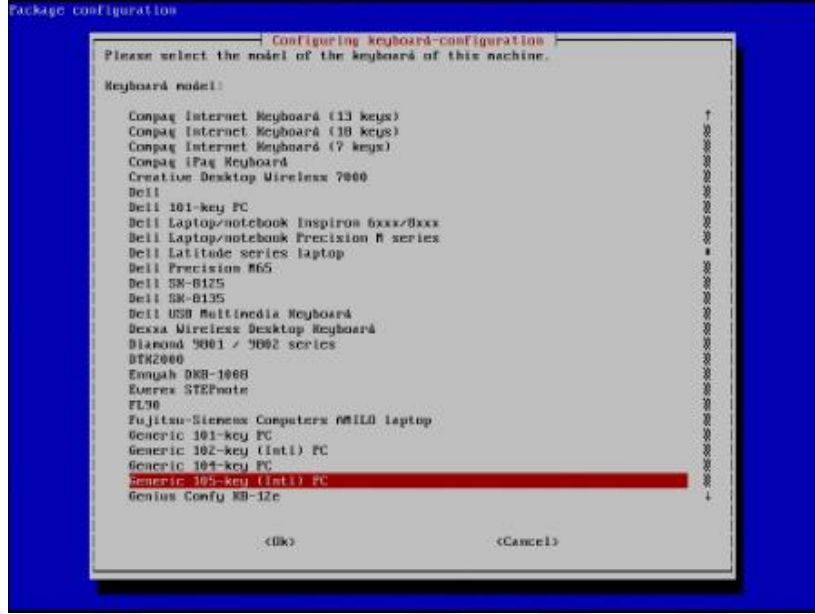 Package configuration
Configuring keyboard-configuration
Please select the model of the keyboard of this machine.
Keyboard model:
Compaq Internet Keyboard (13 keys)
Compaq Internet Keyboard (18 keys)
Compaq Internet Keyboard (7 keys)
Compaq iPaq Keyboard
Creative Desktop Wireless 7000
Dell
Dell 101-key PC
Dell Laptop/notebook Inspiron 6xxx/8xxx
Dell Laptop/notebook Precision M series
Dell Latitude series laptop
Dell Precision M65
Dell SK-8125
Dell SK-8135
Dell USB Multimedia Keyboard
Dexxa Wireless Desktop Keyboard
Diamond 9801 / 9802 series
DTK2000
Ennyah DKB-1008
Everex STEPnote
FL90
Fujitsu-Siemens Computers AMILO laptop
Generic 101-key PC
Generic 102-key (Intl) PC
Generic 104-key PC
Generic 105-key (Intl) PC
Genius Comfy KB-12e
<Ok> <Cancel>